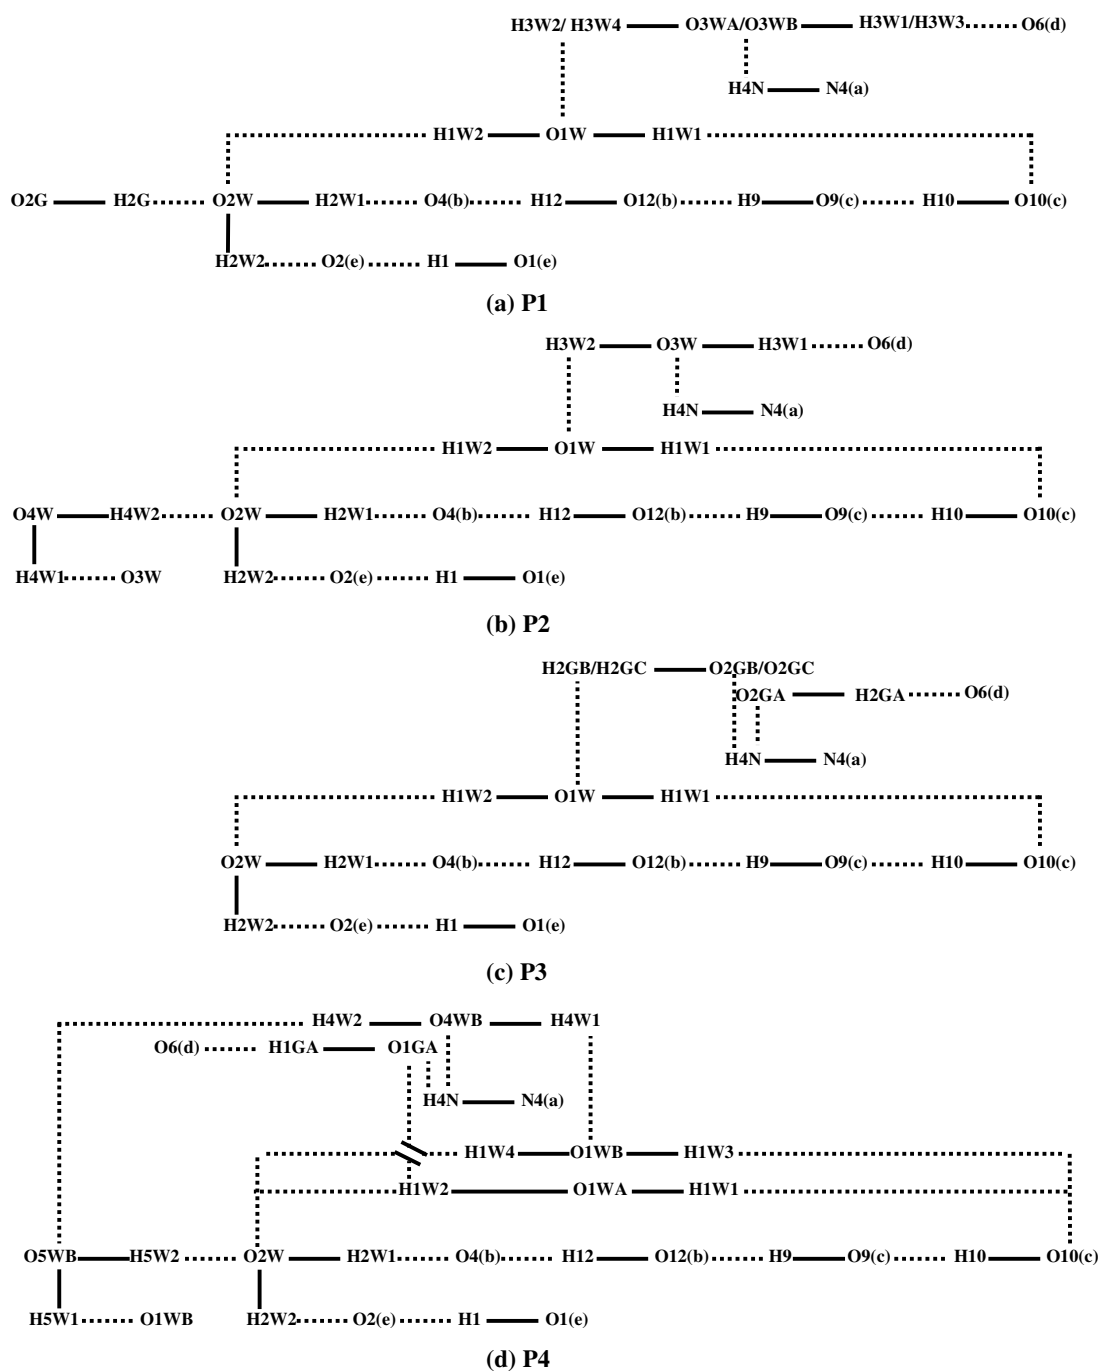 H3W2/ H3W4 O3WA/O3WB H3W1/H3W3 O6(d)
H4N N4(a)
H1W2 O1W H1W1
O2G H2G O2W H2W1 O4(b) H12 O12(b) H9 O9(c) H10 O10(c)
H2W2 O2(e) H1 O1(e)
(a) P1
H3W2 O3W H3W1 O6(d)
H4N N4(a)
H1W2 O1W H1W1
O4W H4W2 O2W H2W1 O4(b) H12 O12(b) H9 O9(c) H10 O10(c)
H4W1 O3W H2W2 O2(e) H1 O1(e)
(b) P2
H2GB/H2GC O2GB/O2GC
O2GA H2GA O6(d)
H4N N4(a)
H1W2 O1W H1W1
O2W H2W1 O4(b) H12 O12(b) H9 O9(c) H10 O10(c)
H2W2 O2(e) H1 O1(e)
(c) P3
H4W2 O4WB H4W1
O6(d) H1GA O1GA
H4N N4(a)
H1W4 O1WB H1W3
H1W2 O1WA H1W1
O5WB H5W2 O2W H2W1 O4(b) H12 O12(b) H9 O9(c) H10 O10(c)
H5W1 O1WB H2W2 O2(e) H1 O1(e)
(d) P4